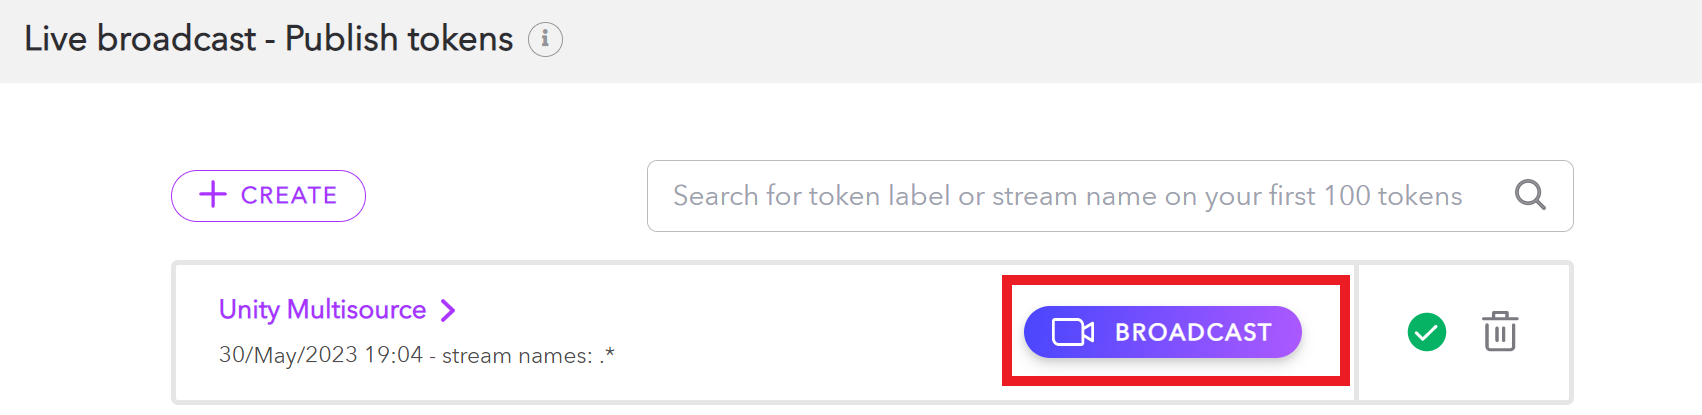 Live broadcast - Publish tokens
CREATE
Search for token label or stream name on your first 100 tokens
Unity Multisource
BROADCAST
30/May/2023 19:04 - stream names: .*